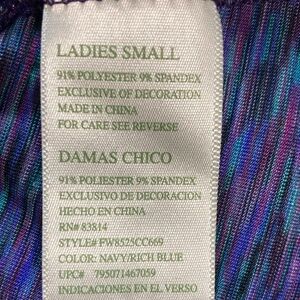 LADIES SMALL
91% POLYESTER 9% SPANDEX
EXCLUSIVE OF DECORATION
MADE IN CHINA
FOR CARE SEE REVERSE
DAMAS CHICO
91% POLIESTER 9% SPANDEX
EXCLUSIVO DE DECORACION
HECHO EN CHINA
RN# 83814
STYLE# FW8525CC669
COLOR: NAVY/RICH BLUE
UPC# 795071467059
INDICACIONES EN EL VERSO